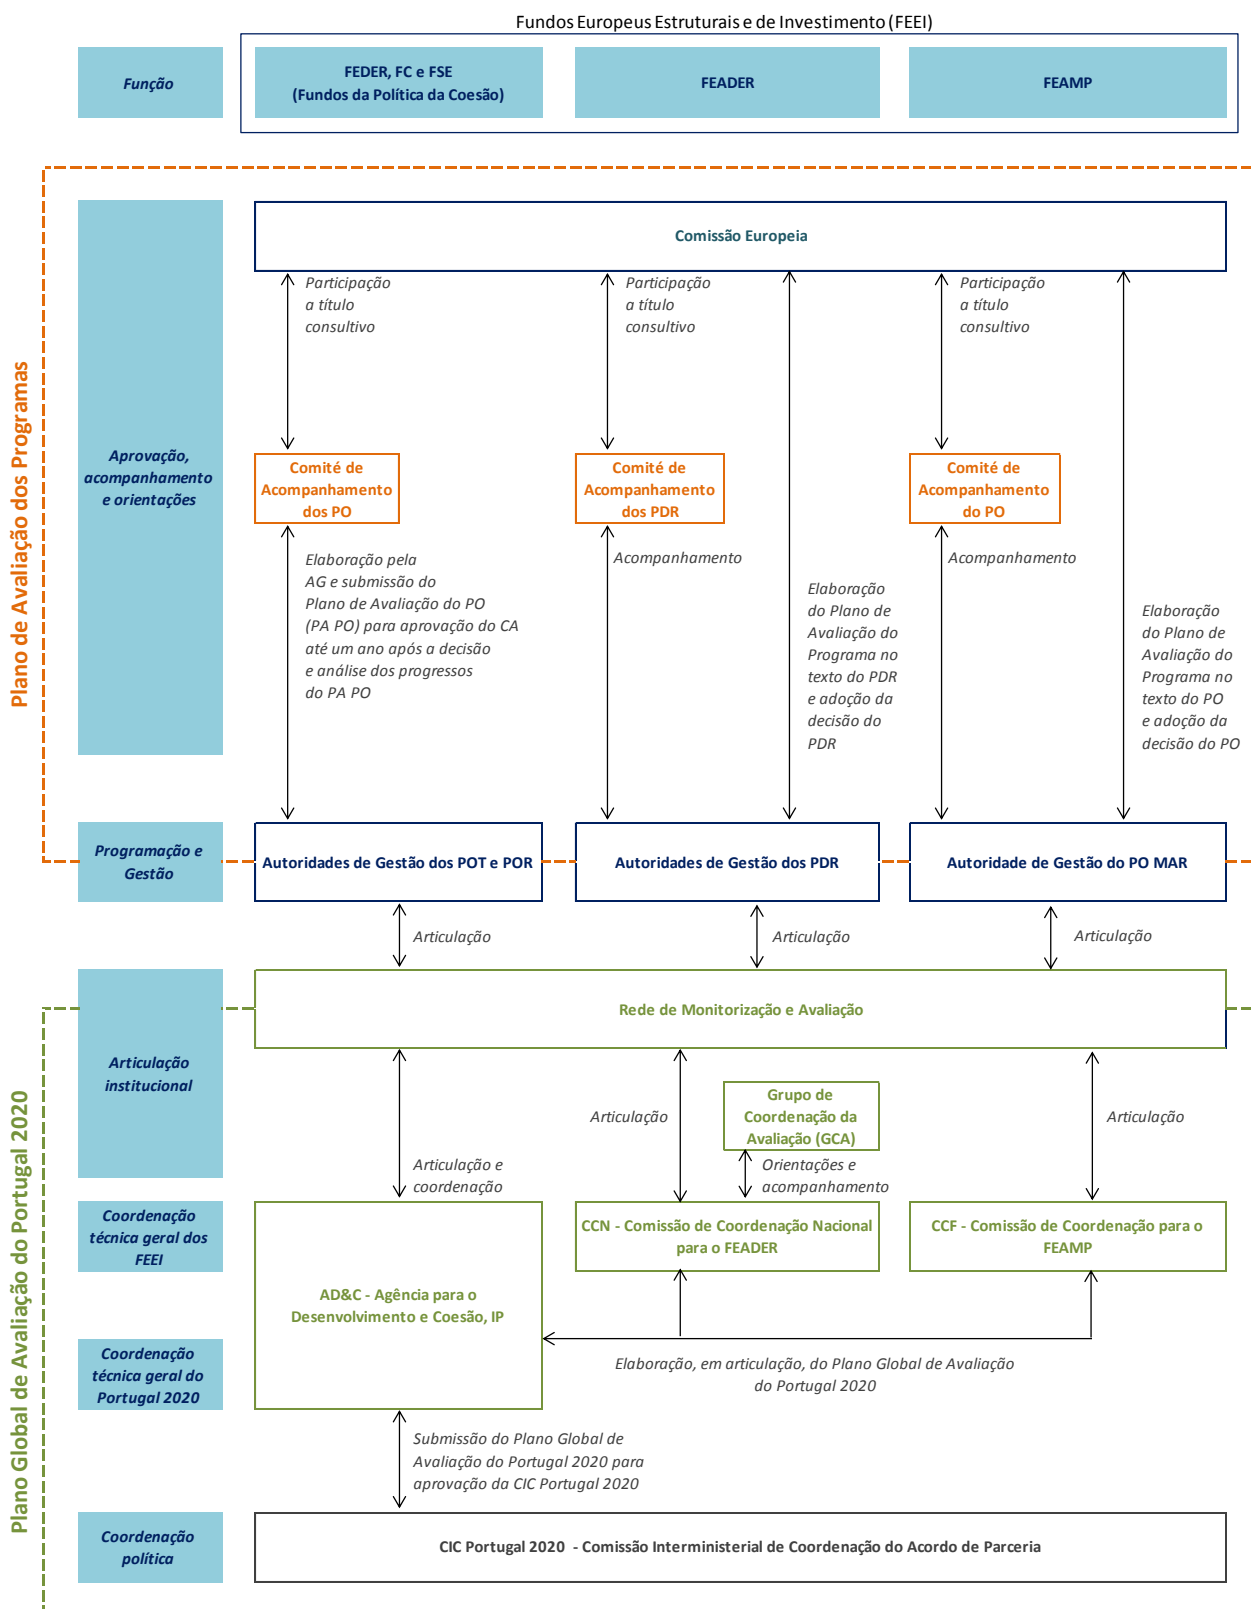 Fundos Europeus Estruturais e de Investimento (FEEI)
Função
FEDER, FC e FSE
(Fundos da Política da Coesão)
FEADER
FEAMP
Plano de Avaliação dos Programas
Aprovação,
acompanhamento
e orientações
Comissão Europeia
Participação
a título
consultivo
Participação
a título
consultivo
Participação
a título
consultivo
Comité de
Acompanhamento
dos PO
Comité de
Acompanhamento
dos PDR
Comité de
Acompanhamento
do PO
Elaboração pela
AG e submissão do
Plano de Avaliação do PO
(PA PO) para aprovação do CA
até um ano após a decisão
e análise dos progressos
do PA PO
Acompanhamento
Elaboração
do Plano de
Avaliação do
Programa no
texto do PDR
e adoção da
decisão do
PDR
Acompanhamento
Elaboração
do Plano de
Avaliação do
Programa no
texto do PO
e adoção da
decisão do PO
Programação e
Gestão
Autoridades de Gestão dos POT e POR
Autoridades de Gestão dos PDR
Autoridade de Gestão do PO MAR
Articulação
Articulação
Articulação
Plano Global de Avaliação do Portugal 2020
Articulação
institucional
Rede de Monitorização e Avaliação
Articulação e
coordenação
Articulação
Grupo de
Coordenação da
Avaliação (GCA)
Orientações e
acompanhamento
Articulação
Coordenação
técnica geral dos
FEEI
AD&C - Agência para o
Desenvolvimento e Coesão, IP
CCN - Comissão de Coordenação Nacional
para o FEADER
CCF - Comissão de Coordenação para o
FEAMP
Coordenação
técnica geral do
Portugal 2020
Elaboração, em articulação, do Plano Global de Avaliação
do Portugal 2020
Submissão do Plano Global de
Avaliação do Portugal 2020 para
aprovação da CIC Portugal 2020
Coordenação
política
CIC Portugal 2020 - Comissão Interministerial de Coordenação do Acordo de Parceria